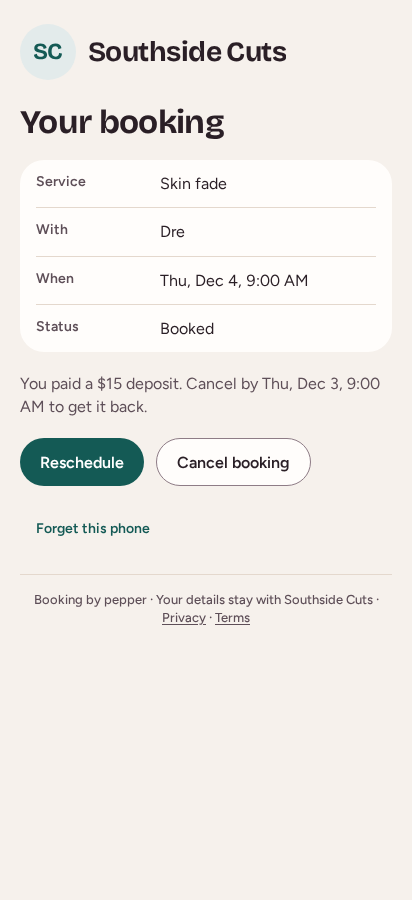 SC Southside Cuts
Your booking
Service Skin fade
With Dre
When Thu, Dec 4, 9:00 AM
Status Booked
You paid a $15 deposit. Cancel by Thu, Dec 3, 9:00
AM to get it back.
Reschedule Cancel booking
Forget this phone
Booking by pepper · Your details stay with Southside Cuts ·
Privacy · Terms